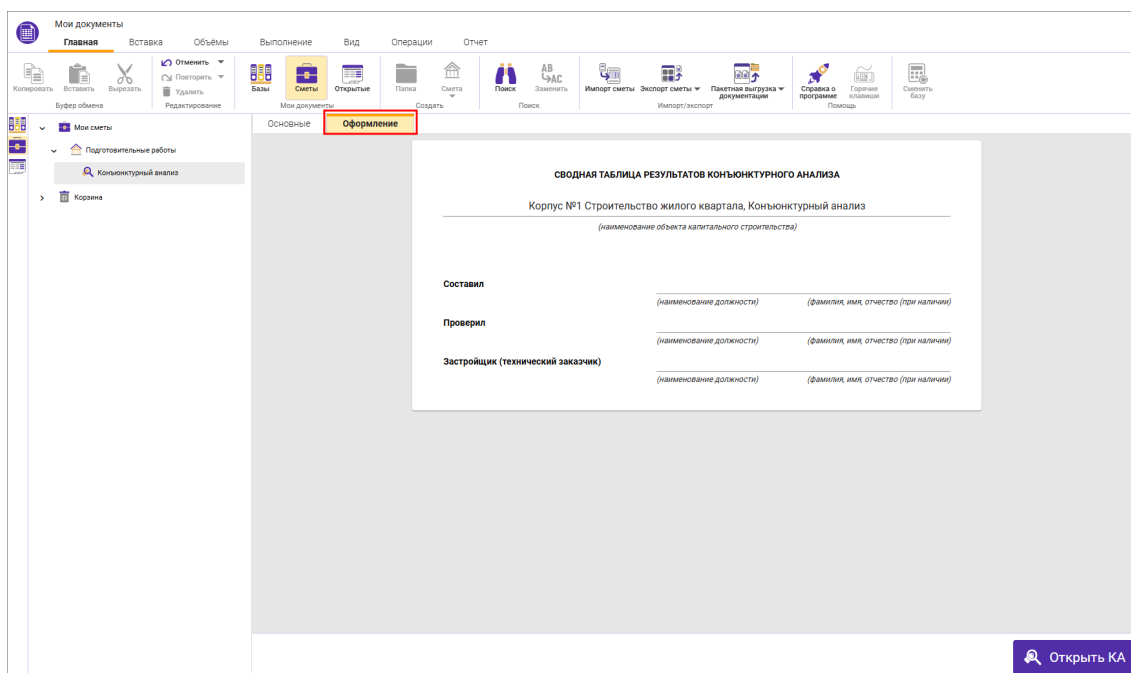 Мои документы
Главная Вставка Объёмы Выполнение Вид Операции Отчет
Копировать Вставить Вырезать
Отменить
Повторить
Удалить
Базы Сметы Открытые Папка Смета Поиск Заменить Импорт сметы Экспорт сметы Пакетная выгрузка документации Справка о программе Горячие клавиши Сменить базу
Буфер обмена Редактирование Мои документы Создать Поиск Импорт/экспорт Помощь
AB
AC
Мои сметы
Подготовительные работы
Конъюнктурный анализ
Корзина
Основные Оформление
СВОДНАЯ ТАБЛИЦА РЕЗУЛЬТАТОВ КОНЪЮНКТУРНОГО АНАЛИЗА
Корпус №1 Строительство жилого квартала, Конъюнктурный анализ
(наименование объекта капитального строительства)
Составил
(наименование должности) (фамилия, имя, отчество (при наличии)
Проверил
(наименование должности) (фамилия, имя, отчество (при наличии)
Застройщик (технический заказчик)
(наименование должности) (фамилия, имя, отчество (при наличии)
Открыть КА